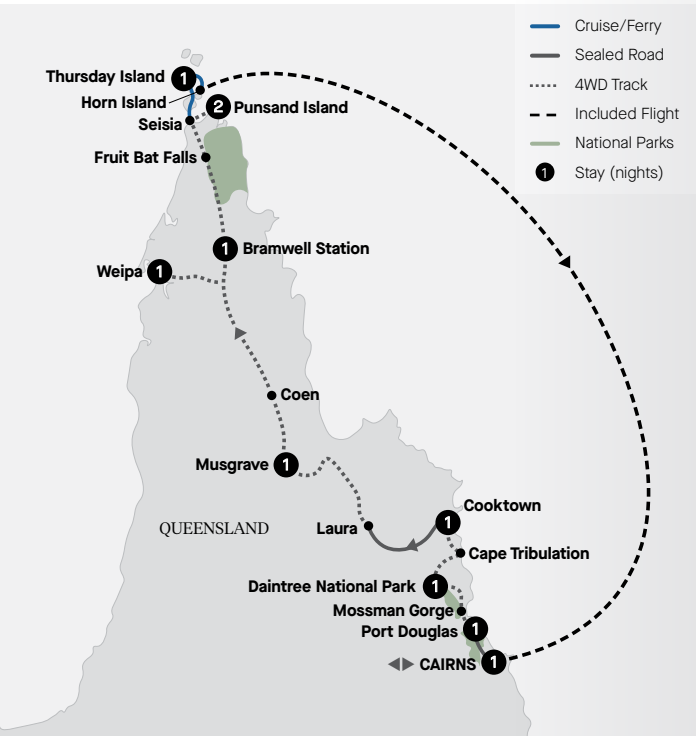 Cruise/Ferry
Sealed Road
4WD Track
Included Flight
National Parks
1 Stay (nights)
Thursday Island 1
Horn Island
2 Punsand Island
Seisia
Fruit Bat Falls
1 Bramwell Station
Weipa 1
Coen
Musgrave 1
Cooktown
1
QUEENSLAND
Laura
Cape Tribulation
Daintree National Park 1
Mossman Gorge
Port Douglas 1
CAIRNS 1